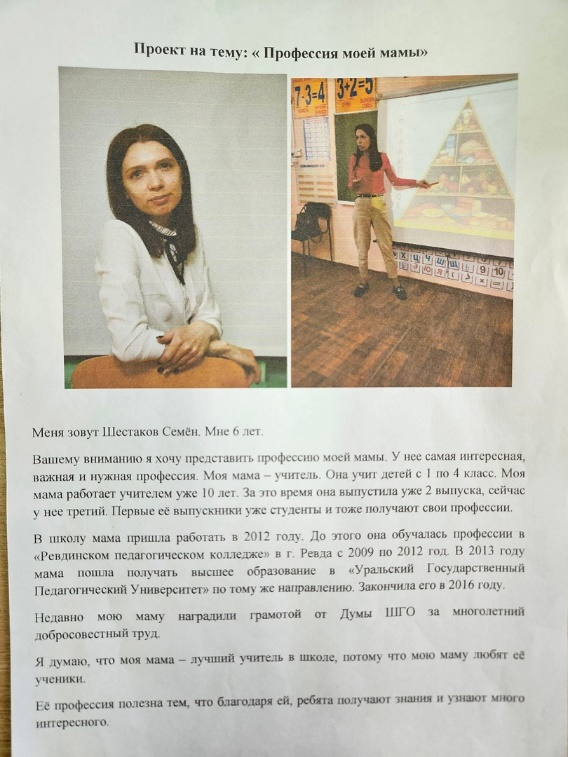 Проект на тему: « Профессия моей мамы»
7-3=4
3+2=5
Х Ц Ч Ш Щ
9 10
Меня зовут Шестаков Семён. Мне 6 лет.
Вашему вниманию я хочу представить профессию моей мамы. У нее самая интересная,
важная и нужная профессия. Моя мама – учитель. Она учит детей с 1 по 4 класс. Моя
мама работает учителем уже 10 лет. За это время она выпустила уже 2 выпуска, сейчас
у нее третий. Первые её выпускники уже студенты и тоже получают свои профессии.
В школу мама пришла работать в 2012 году. До этого она обучалась профессии в
«Ревдинском педагогическом колледже» в г. Ревда с 2009 по 2012 год. В 2013 году
мама пошла получать высшее образование в «Уральский Государственный
Педагогический Университет» по тому же направлению. Закончила его в 2016 году.
Недавно мою маму наградили грамотой от Думы ШГО за многолетний
добросовестный труд.
Я думаю, что моя мама – лучший учитель в школе, потому что мою маму любят её
ученики.
Её профессия полезна тем, что благодаря ей, ребята получают знания и узнают много
интересного.